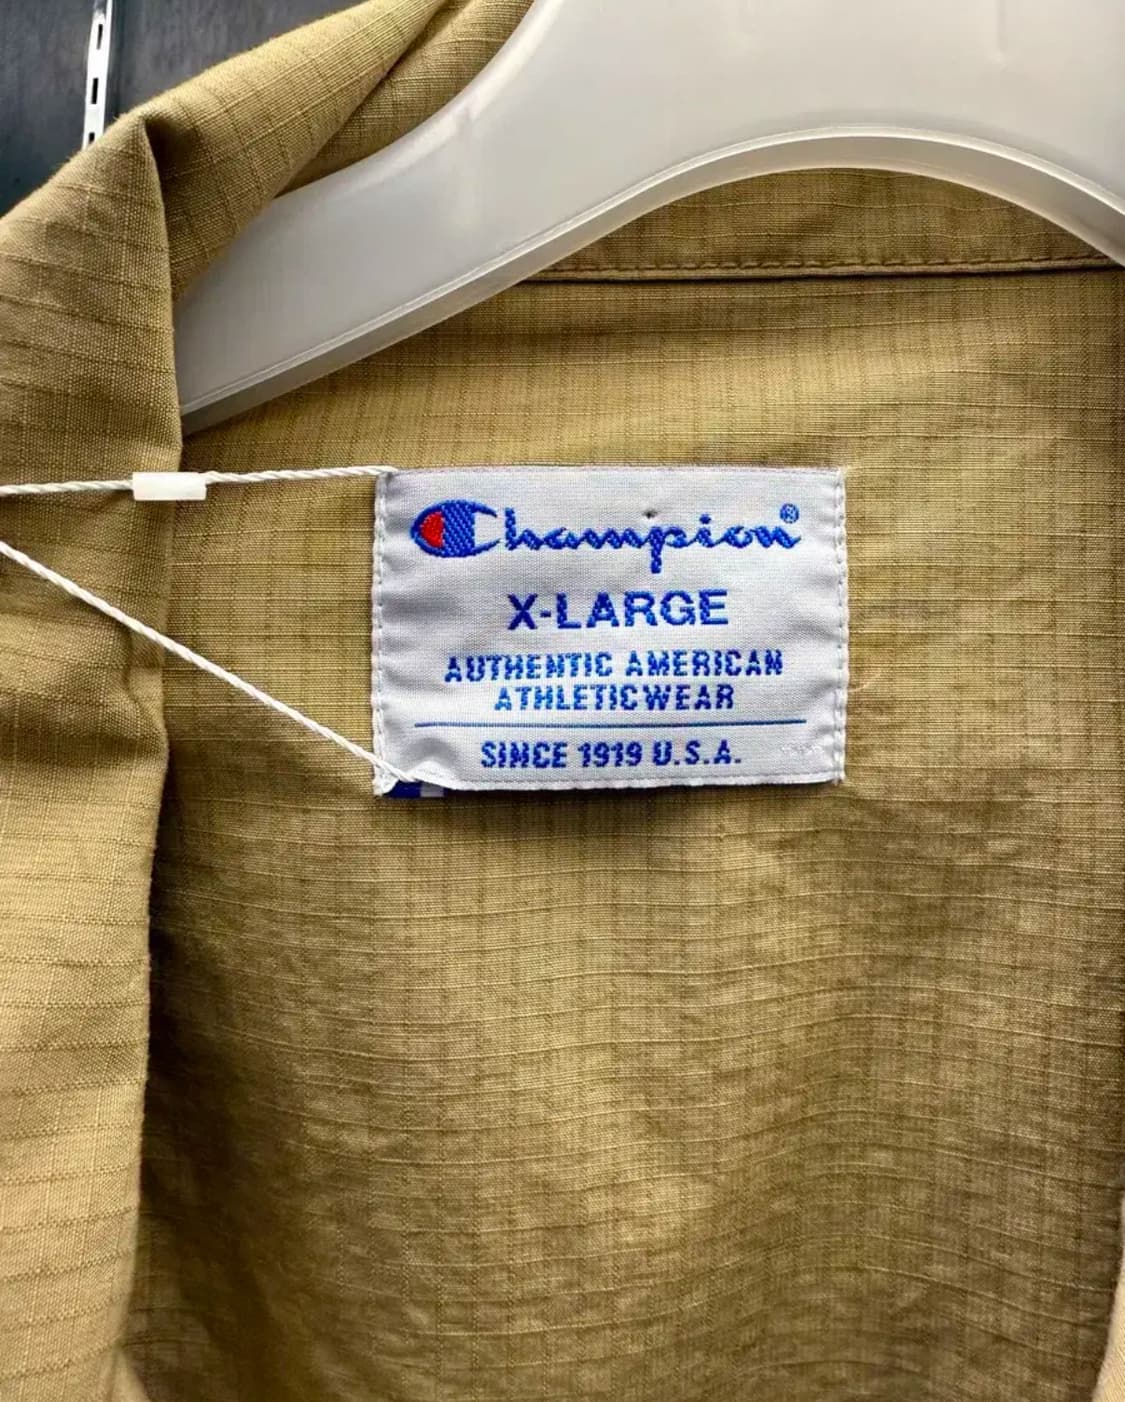 Champion®
X-LARGE
AUTHENTIC AMERICAN
ATHLETICWEAR
SINCE 1919 U.S.A.